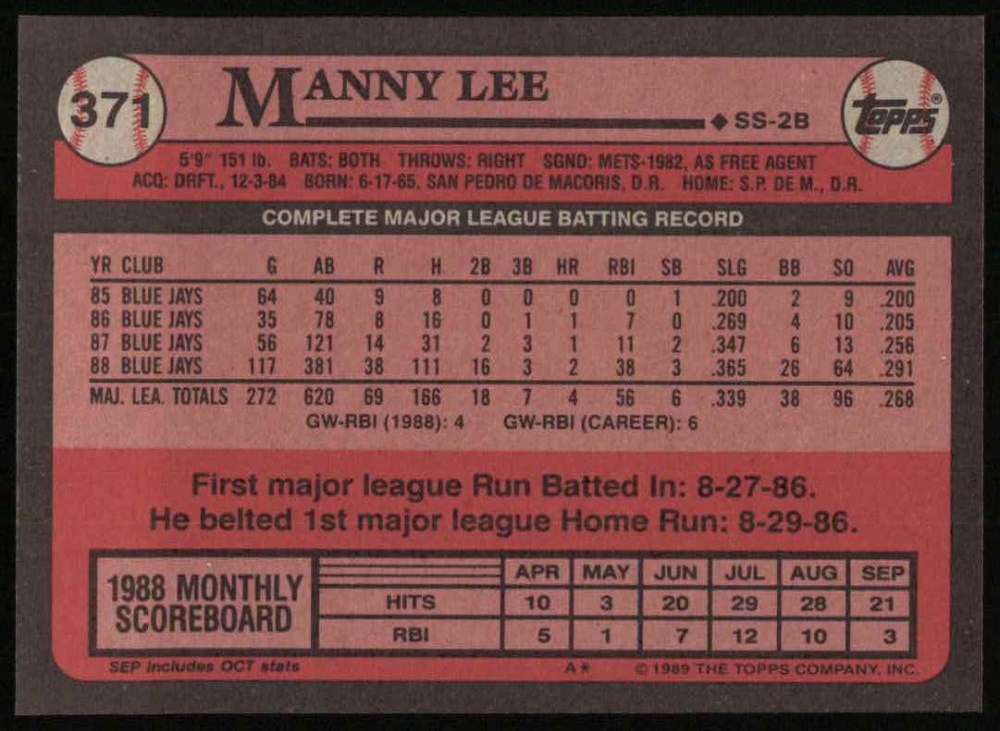 371
MANNY LEE
◆ SS-2B
topps®
5'9" 151 lb. BATS: BOTH THROWS: RIGHT SGND: METS-1982, AS FREE AGENT
ACQ: DRFT., 12-3-84 BORN: 6-17-65, SAN PEDRO DE MACORIS, D.R. HOME: S.P. DE M., D.R.
COMPLETE MAJOR LEAGUE BATTING RECORD
YR CLUB G AB R H 2B 3B HR RBI SB SLG BB SO AVG
85 BLUE JAYS 64 40 9 8 0 0 0 0 1 .200 2 9 .200
86 BLUE JAYS 35 78 8 16 0 1 1 7 0 .269 4 10 .205
87 BLUE JAYS 56 121 14 31 2 3 1 11 2 .347 6 13 .256
88 BLUE JAYS 117 381 38 111 16 3 2 38 3 .365 26 64 .291
MAJ. LEA. TOTALS 272 620 69 166 18 7 4 56 6 .339 38 96 .268
GW-RBI (1988): 4 GW-RBI (CAREER): 6
First major league Run Batted In: 8-27-86.
He belted 1st major league Home Run: 8-29-86.
1988 MONTHLY
SCOREBOARD
APR MAY JUN JUL AUG SEP
HITS 10 3 20 29 28 21
RBI 5 1 7 12 10 3
SEP includes OCT stats
A* © 1989 THE TOPPS COMPANY, INC.